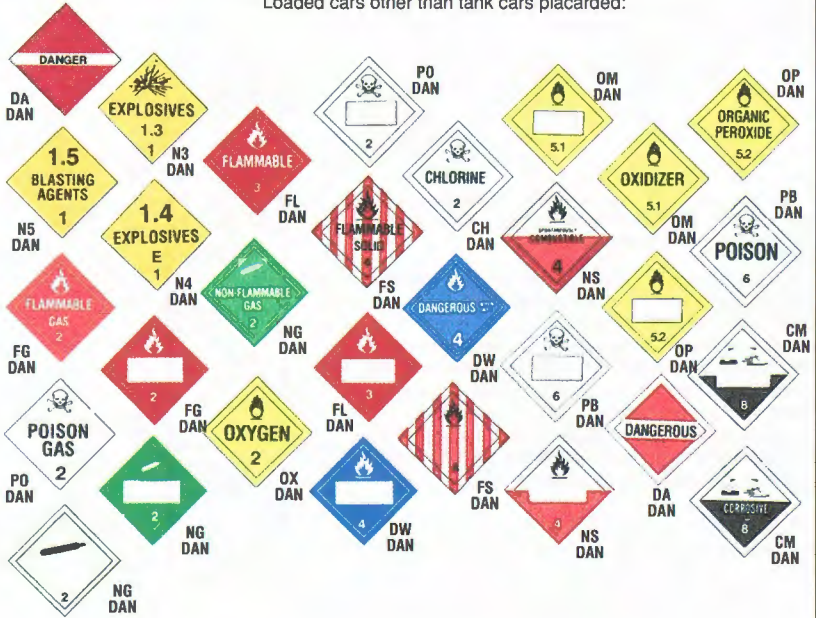 Loaded cars other than tank cars placarded:
DANGER
DA
DAN
EXPLOSIVES
1.3
1
N3
DAN
1.5
BLASTING
AGENTS
1
N5
DAN
1.4
EXPLOSIVES
E
1
N4
DAN
FLAMMABLE
3
FL
DAN
2
PO
DAN
CHLORINE
2
CH
DAN
5.1
OM
DAN
OXIDIZER
5.1
OM
DAN
ORGANIC
PEROXIDE
5.2
OP
DAN
FLAMMABLE
SOLID
4
FS
DAN
COMBUSTIBLE
4
NS
DAN
POISON
6
PB
DAN
FLAMMABLE
GAS
2
FG
DAN
NON-FLAMMABLE
GAS
2
NG
DAN
DANGEROUS
4
DW
DAN
5.2
OP
DAN
2
FG
DAN
3
FL
DAN
6
PB
DAN
8
CM
DAN
POISON
GAS
2
PO
DAN
OXYGEN
2
OX
DAN
4
FS
DAN
DANGEROUS
DA
DAN
2
NG
DAN
4
DW
DAN
4
NS
DAN
CORROSIVE
8
CM
DAN
2
NG
DAN